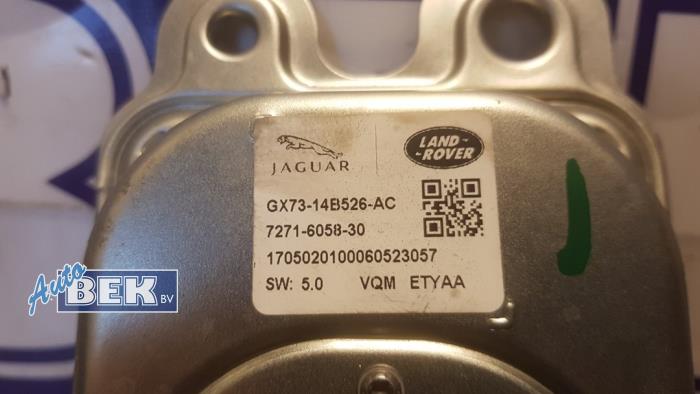 JAGUAR
LAND-
-ROVER
GX73-14B526-AC
7271-6058-30
1705020100060523057
SW: 5.0 VQM ETYAA
Auto
BEK BV